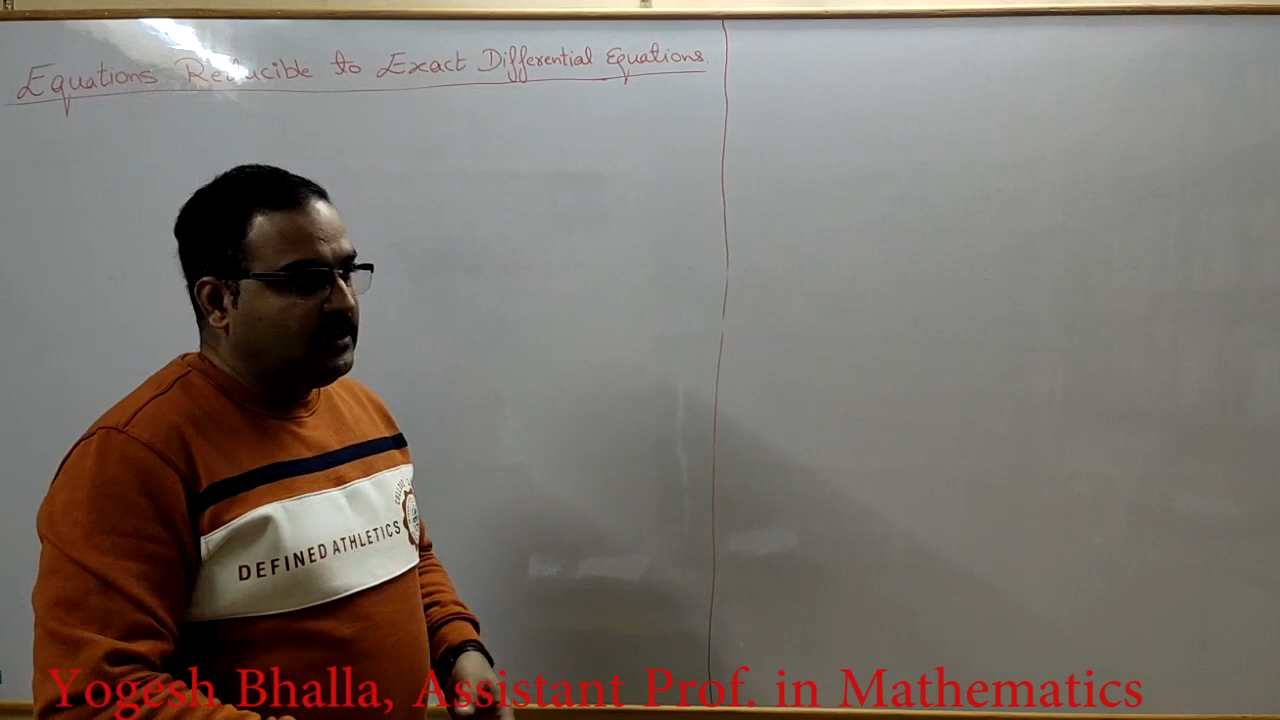 Equations Reducible to Exact Differential Equations.
DEFINED ATHLETICS
Yogesh Bhalla, Assistant Prof. in Mathematics